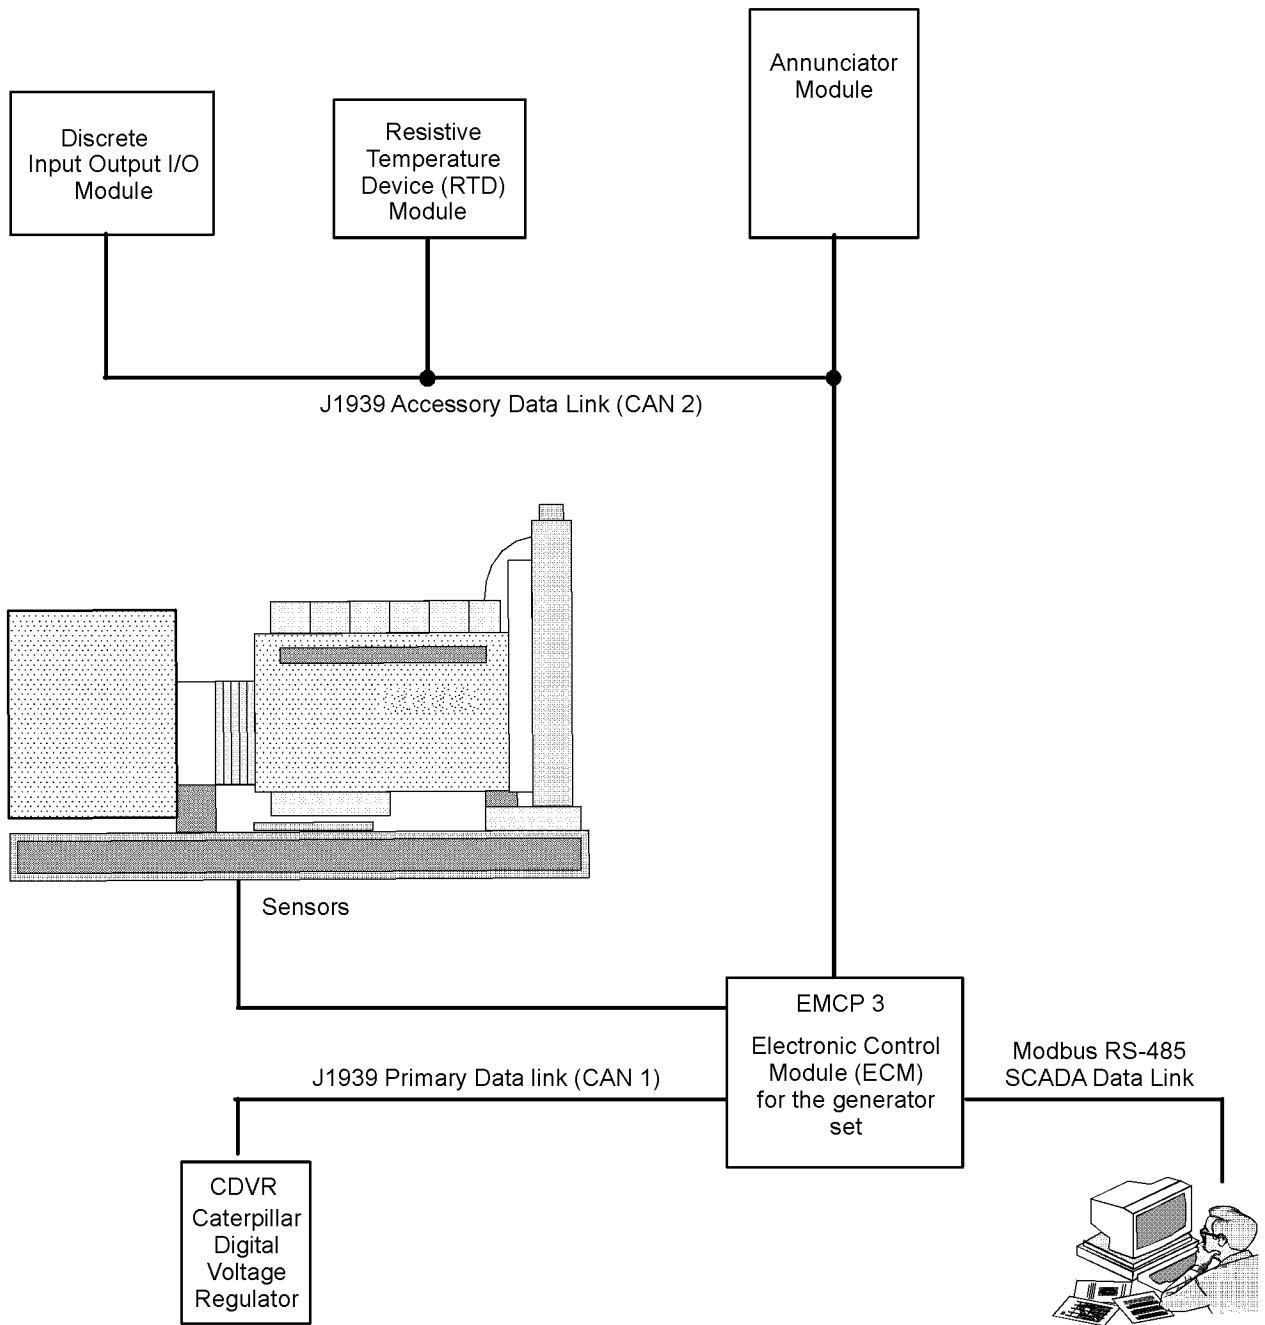 Annunciator
Module
Discrete
Input Output I/O
Module
Resistive
Temperature
Device (RTD)
Module
J1939 Accessory Data Link (CAN 2)
Sensors
EMCP 3
Electronic Control
Module (ECM)
for the generator
set
Modbus RS-485
SCADA Data Link
J1939 Primary Data link (CAN 1)
CDVR
Caterpillar
Digital
Voltage
Regulator